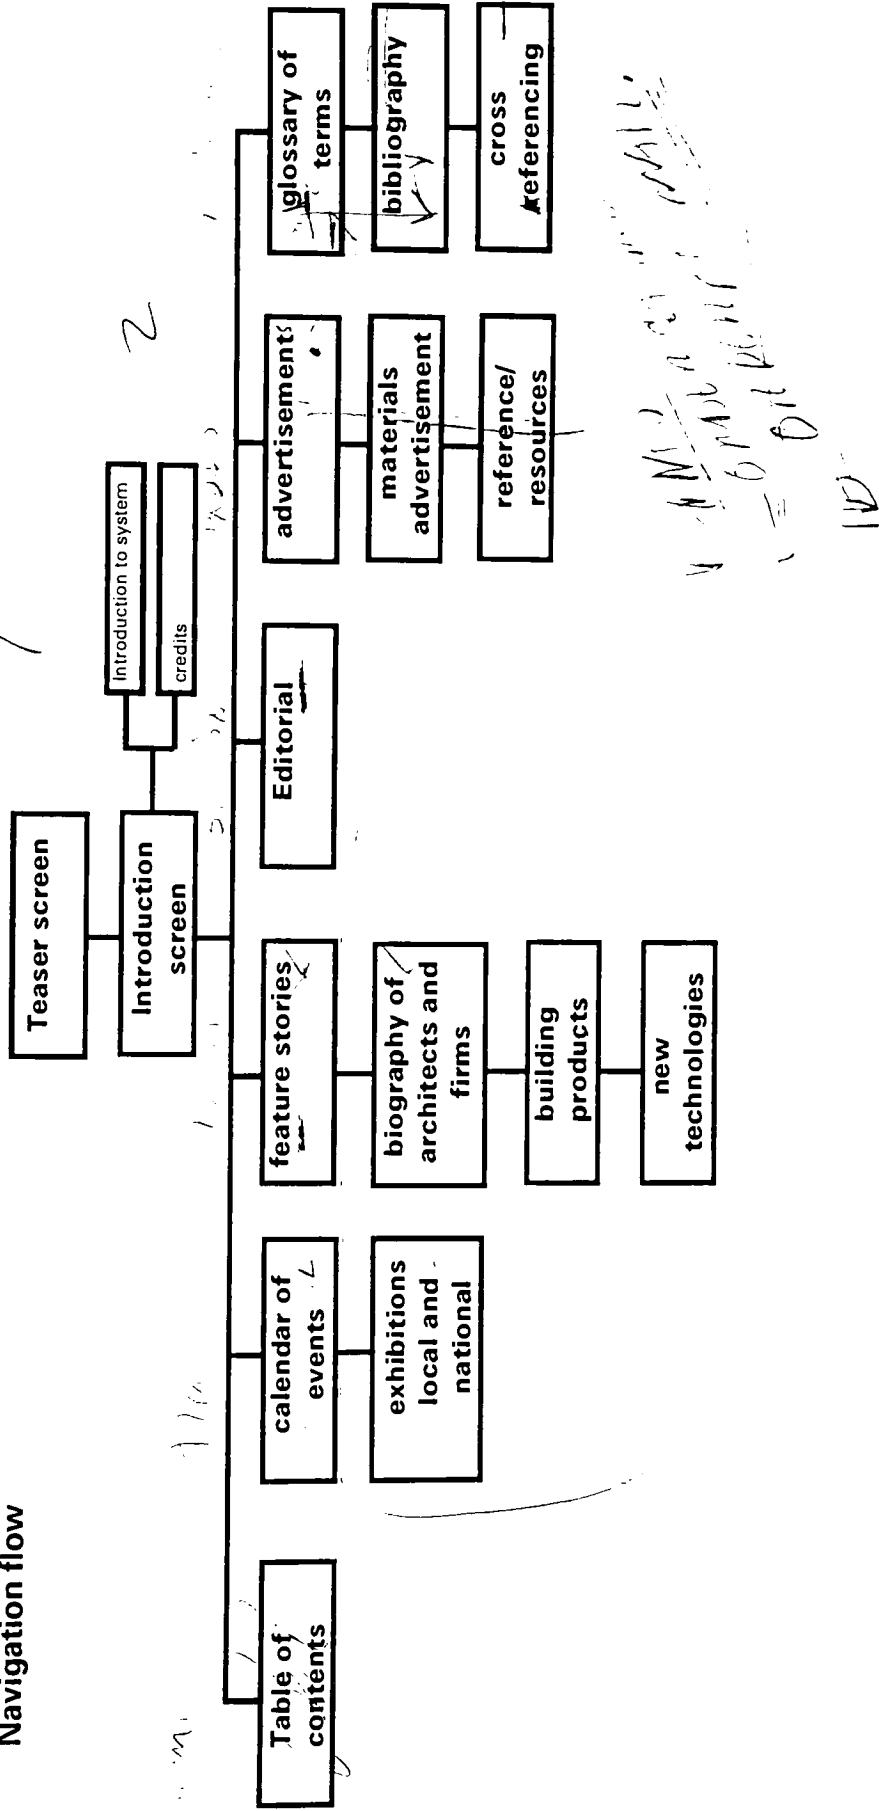 Navigation flow
Teaser screen
Introduction
screen
Introduction to system
credits
Table of
contents
calendar of
events
exhibitions
local and
national
feature stories
biography of
architects and
firms
building
products
new
technologies
Editorial
advertisements
materials
advertisement
reference/
resources
glossary of
terms
bibliography
cross
referencing
2